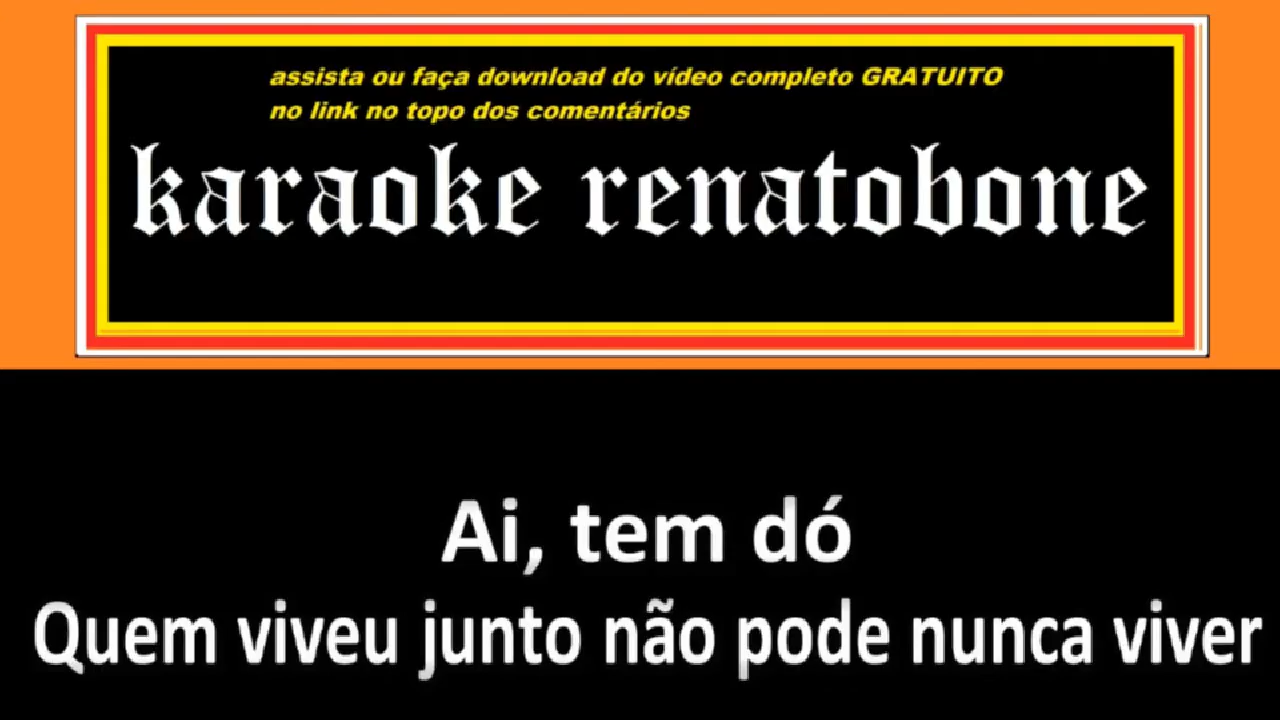 assista ou faça download do vídeo completo GRATUITO
no link no topo dos comentários
karaoke renatobone
Ai, tem dó
Quem viveu junto não pode nunca viver